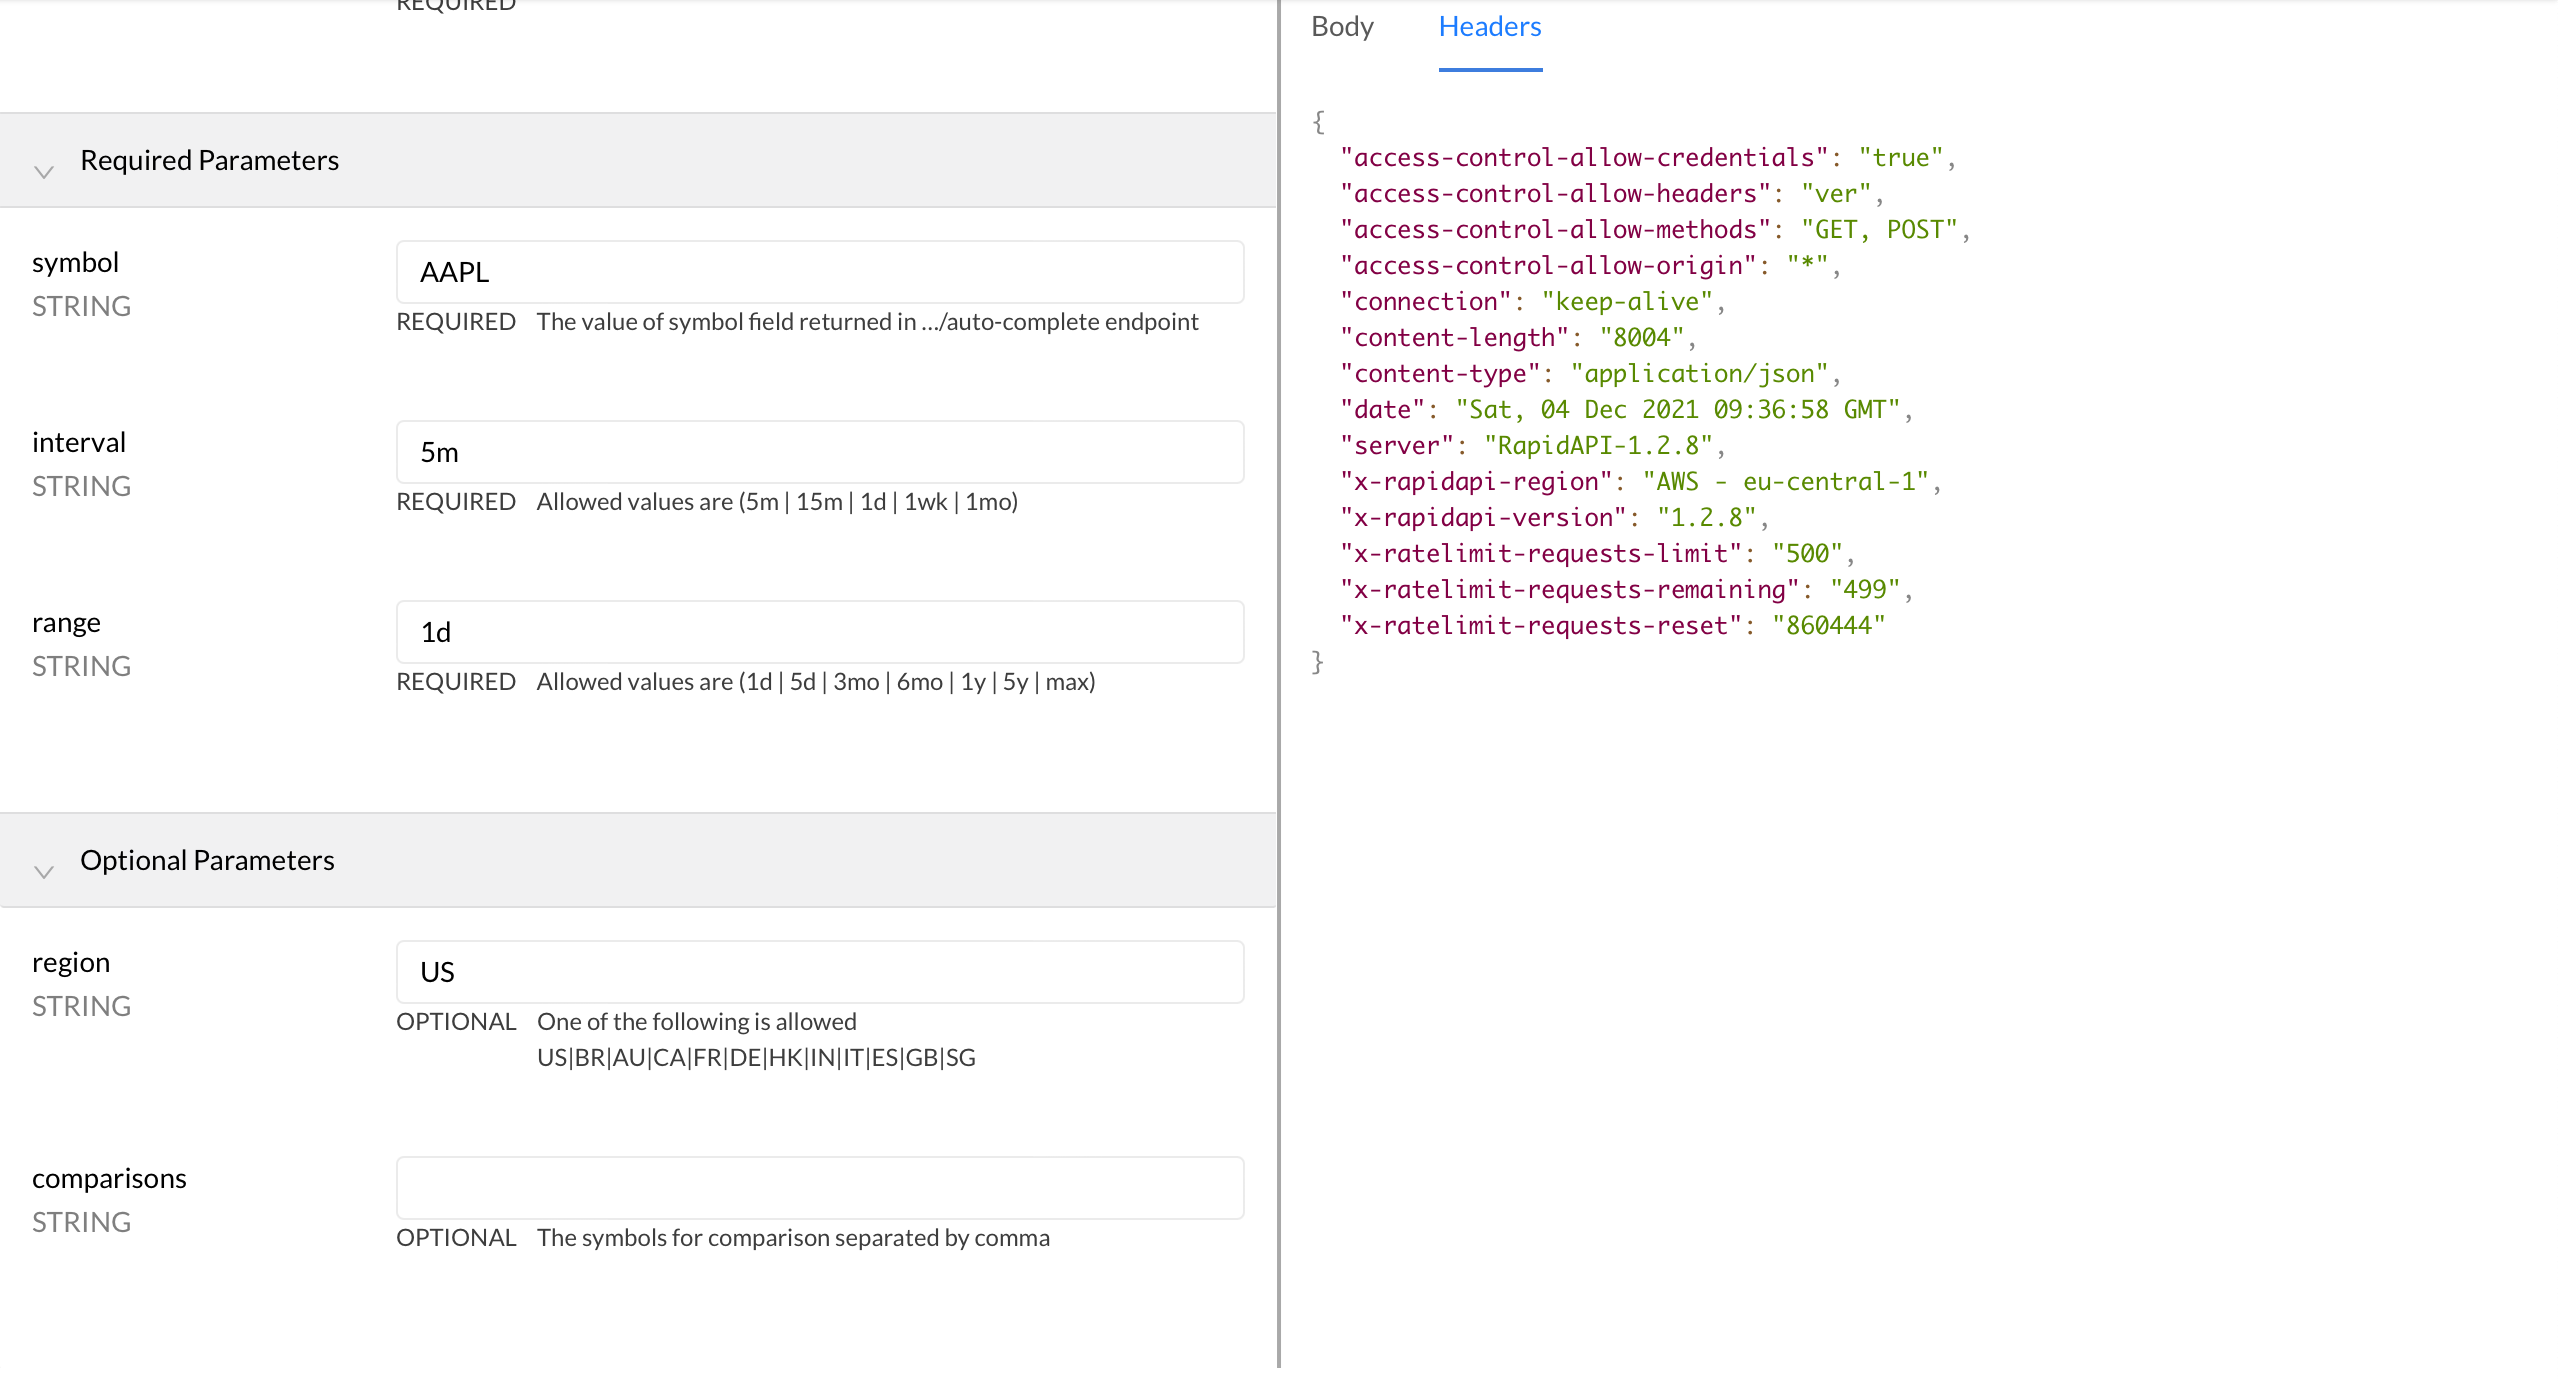 REQUIRED
Required Parameters
symbol
STRING
AAPL
REQUIRED The value of symbol field returned in …/auto-complete endpoint
interval
STRING
5m
REQUIRED Allowed values are (5m | 15m | 1d | 1wk | 1mo)
range
STRING
1d
REQUIRED Allowed values are (1d | 5d | 3mo | 6mo | 1y | 5y | max)
Optional Parameters
region
STRING
US
OPTIONAL One of the following is allowed
US|BR|AU|CA|FR|DE|HK|IN|IT|ES|GB|SG
comparisons
STRING
OPTIONAL The symbols for comparison separated by comma
Body Headers
{
"access-control-allow-credentials": "true",
"access-control-allow-headers": "ver",
"access-control-allow-methods": "GET, POST",
"access-control-allow-origin": "*",
"connection": "keep-alive",
"content-length": "8004",
"content-type": "application/json",
"date": "Sat, 04 Dec 2021 09:36:58 GMT",
"server": "RapidAPI-1.2.8",
"x-rapidapi-region": "AWS - eu-central-1",
"x-rapidapi-version": "1.2.8",
"x-ratelimit-requests-limit": "500",
"x-ratelimit-requests-remaining": "499",
"x-ratelimit-requests-reset": "860444"
}